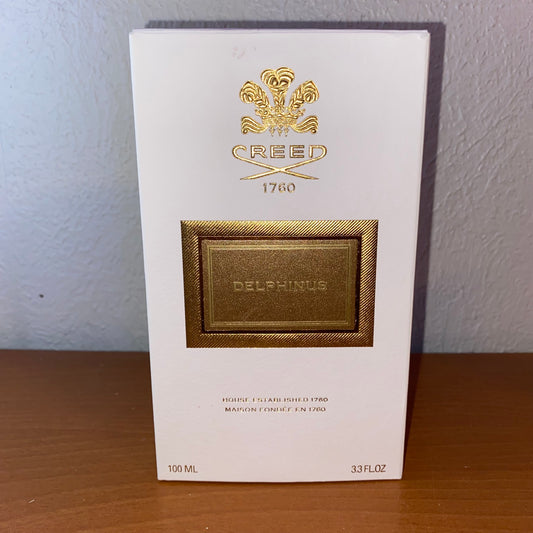 CREED
1760
DELPHINUS
HOUSE ESTABLISHED 1760
MAISON FONDÉE EN 1760
100 ML 3.3 FL.OZ